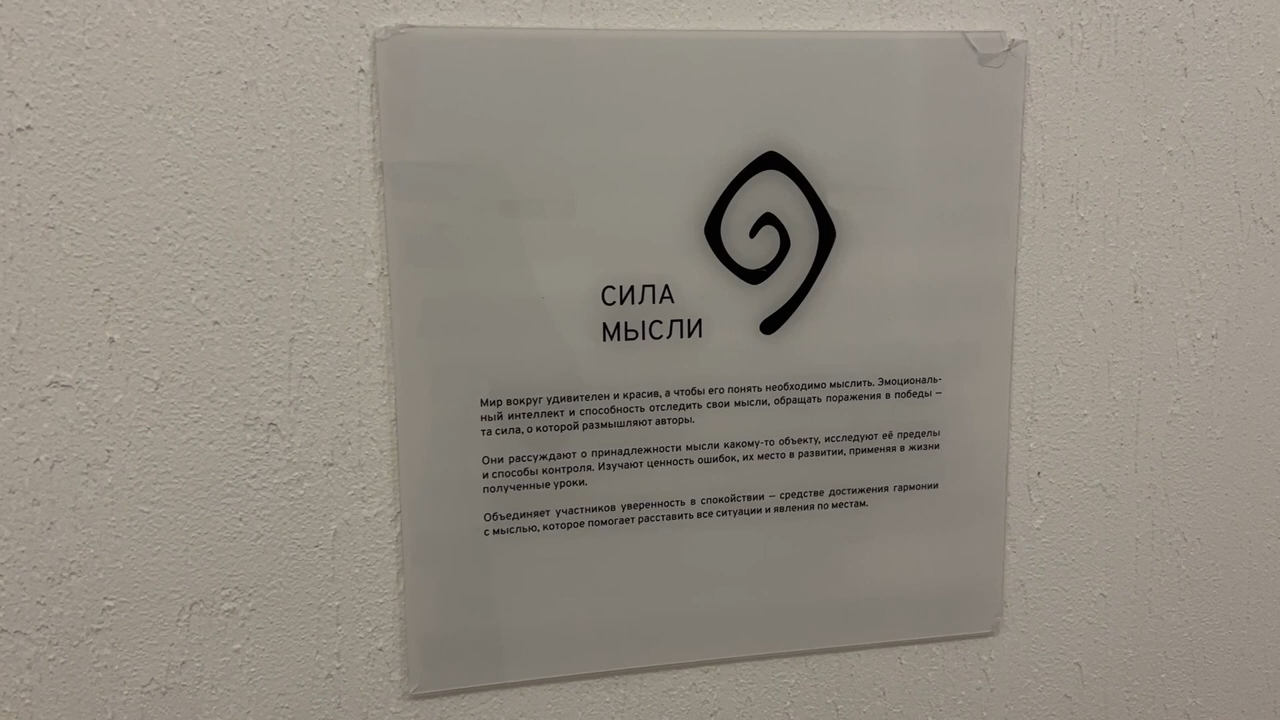 СИЛА
МЫСЛИ
Мир вокруг удивителен и красив, а чтобы его понять необходимо мыслить. Эмоциональ-
ный интеллект и способность отследить свои мысли, обращать поражения в победы –
та сила, о которой размышляют авторы.
Они рассуждают о принадлежности мысли какому-то объекту, исследуют её пределы
и способы контроля. Изучают ценность ошибок, их место в развитии, применяя в жизни
полученные уроки.
Объединяет участников уверенность в спокойствии – средстве достижения гармонии
с мыслью, которое помогает расставить все ситуации и явления по местам.